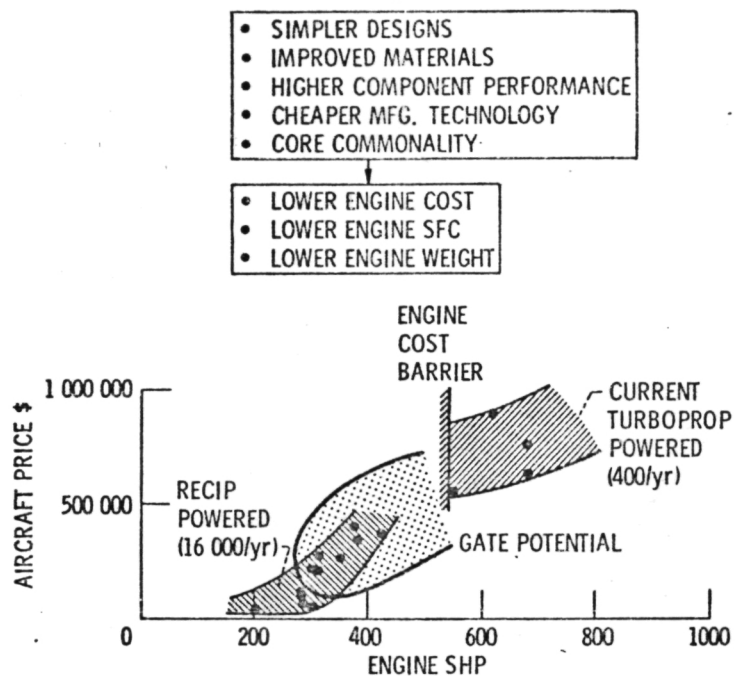 • SIMPLER DESIGNS
• IMPROVED MATERIALS
• HIGHER COMPONENT PERFORMANCE
• CHEAPER MFG. TECHNOLOGY
• CORE COMMONALITY
• LOWER ENGINE COST
• LOWER ENGINE SFC
• LOWER ENGINE WEIGHT
ENGINE
COST
BARRIER
AIRCRAFT PRICE $
1 000 000
500 000
0
RECIP
POWERED
(16 000/yr)
CURRENT
TURBOPROP
POWERED
(400/yr)
GATE POTENTIAL
200
400
600
800
1000
ENGINE SHP